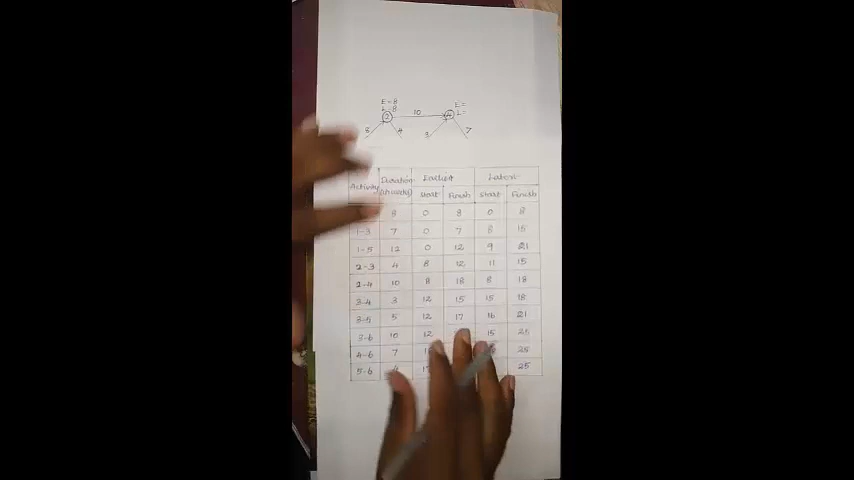 E=8
L=8
2
10
E=
L=
4
8
4
3
7
Activity Duration (in weeks) Earliest Latest
Start Finish Start Finish
8 0 8 0 8
1-3 7 0 7 8 15
1-5 12 0 12 9 21
2-3 4 8 12 11 15
2-4 10 8 18 8 18
3-4 3 12 15 15 18
3-5 5 12 17 16 21
3-6 10 12 15 25
4-6 7 25
5-6 25